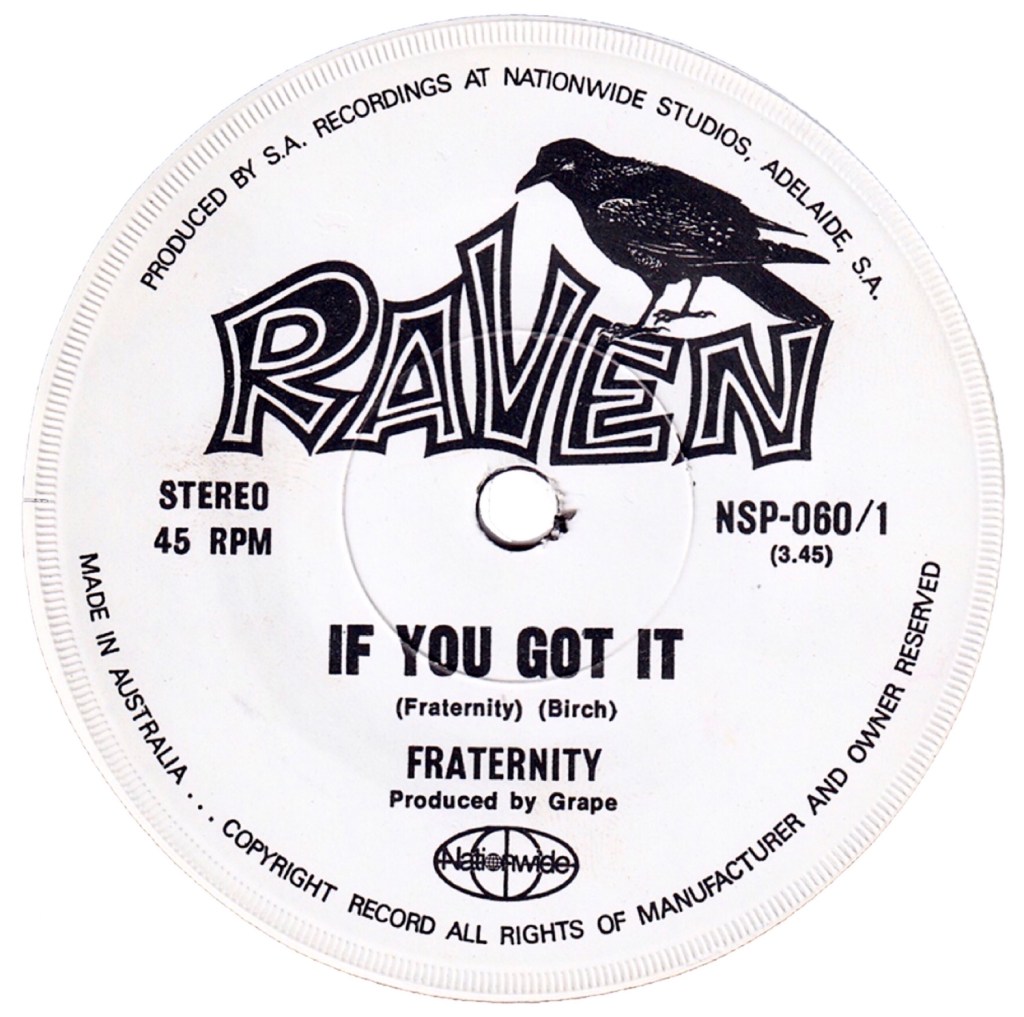 PRODUCED BY S.A. RECORDINGS AT NATIONWIDE STUDIOS, ADELAIDE, S.A.
RAVEN
STEREO
45 RPM
NSP-060/1
(3.45)
IF YOU GOT IT
(Fraternity) (Birch)
FRATERNITY
Produced by Grape
Nationwide
MADE IN AUSTRALIA . . . COPYRIGHT RECORD ALL RIGHTS OF MANUFACTURER AND OWNER RESERVED